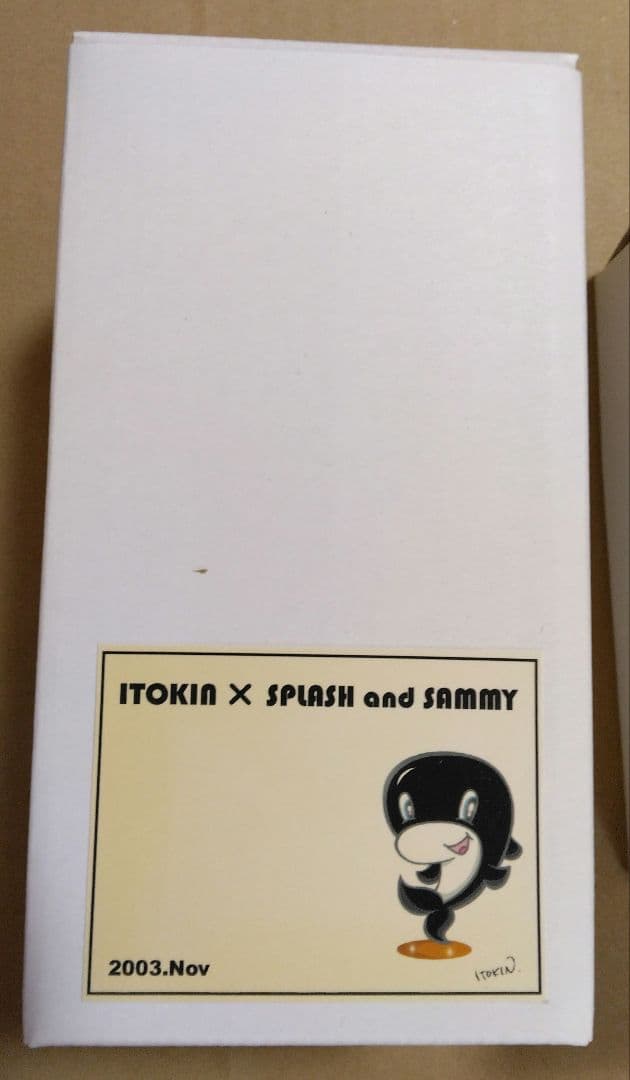 ITOKIN X SPLASH and SAMMY
2003.Nov
ITOKIN.